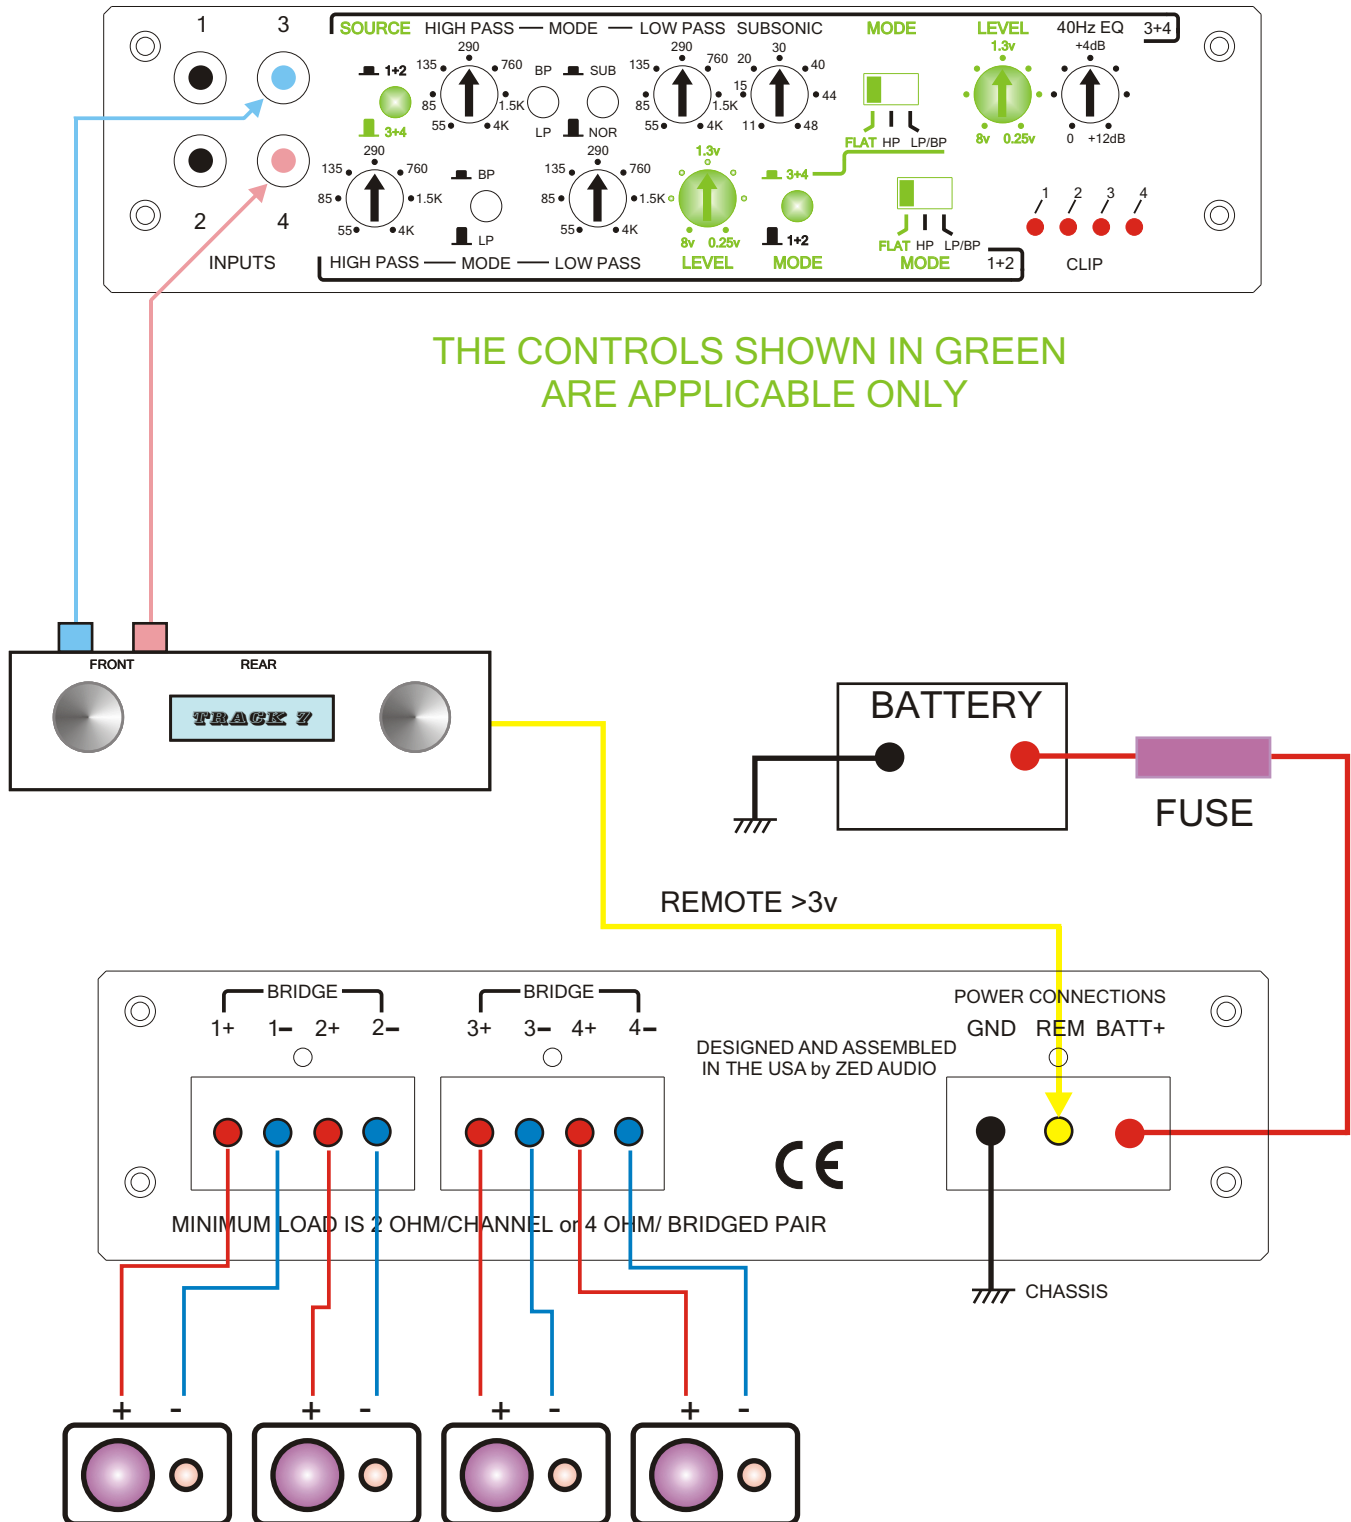 1 3
SOURCE HIGH PASS MODE LOW PASS SUBSONIC MODE LEVEL 40Hz EQ 3+4
1+2
3+4
290
135 760
85 1.5K
55 4K
BP SUB
LP NOR
290
135 760
85 1.5K
55 4K
30
20 40
15 44
11 48
FLAT HP LP/BP
1.3v
8v 0.25v
+4dB
0 +12dB
2 4
INPUTS
290
135 760
85 1.5K
55 4K
BP
LP
290
135 760
85 1.5K
55 4K
1.3v
8v 0.25v
3+4
1+2
FLAT HP LP/BP
1 2 3 4
HIGH PASS MODE LOW PASS LEVEL MODE MODE 1+2 CLIP
THE CONTROLS SHOWN IN GREEN
ARE APPLICABLE ONLY
FRONT REAR
TRACK 7
BATTERY
FUSE
REMOTE >3v
BRIDGE BRIDGE
1+ 1– 2+ 2–
3+ 3– 4+ 4–
POWER CONNECTIONS
GND REM BATT+
DESIGNED AND ASSEMBLED
IN THE USA by ZED AUDIO
CE
MINIMUM LOAD IS 2 OHM/CHANNEL or 4 OHM/ BRIDGED PAIR
CHASSIS
+ - + - + - + -